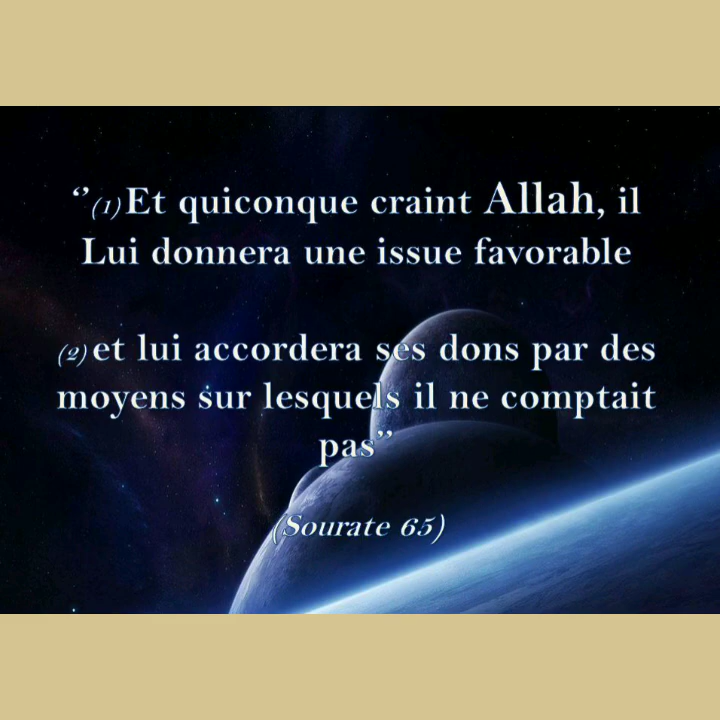 ‘’(1)Et quiconque craint Allah, il
Lui donnera une issue favorable
(2)et lui accordera ses dons par des
moyens sur lesquels il ne comptait
pas’’
(Sourate 65)